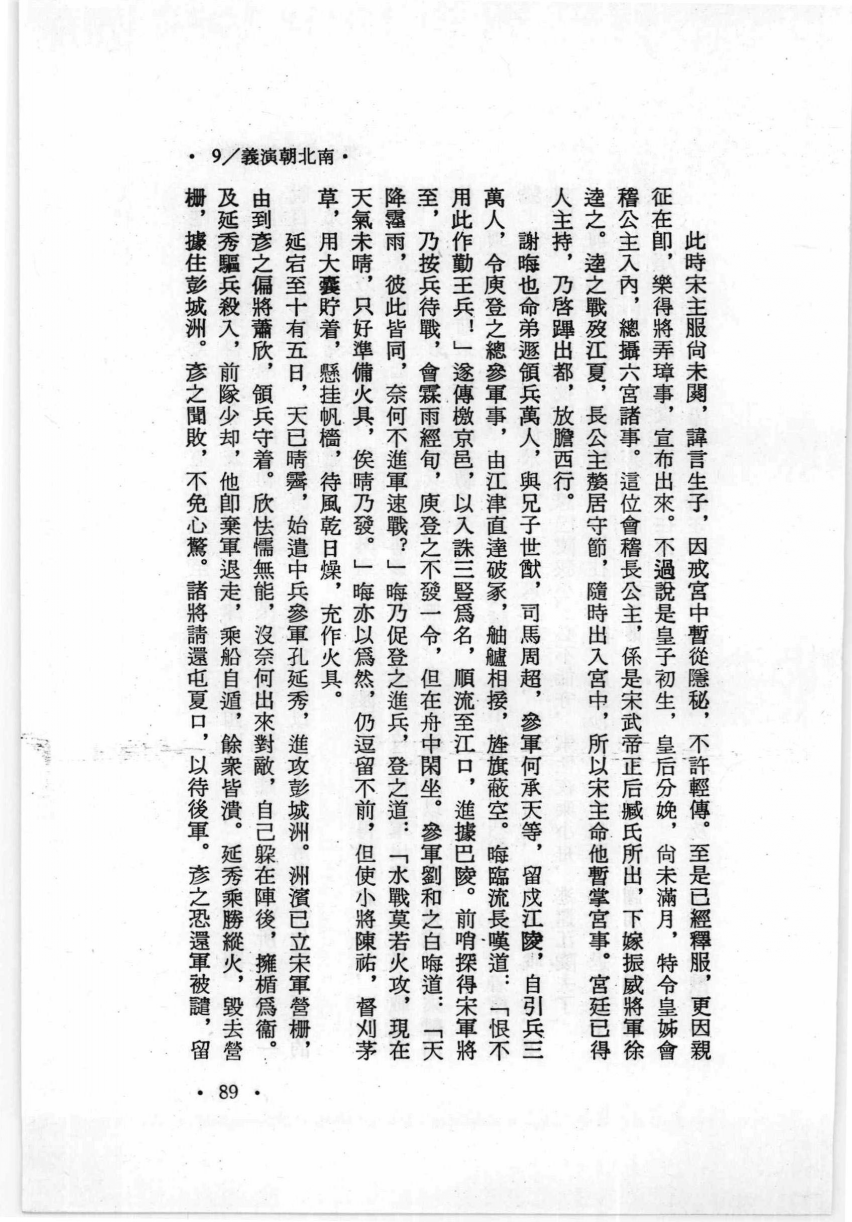 •9/義演朝北南•
此時宋主服尙未闋，諱言生子，因戒宮中暫從隱秘，不許輕傳。至是已經釋服，更因親
征在卽，樂得將弄璋事，宣布出來。不過說是皇子初生，皇后分娩，尙未滿月，特令皇姊會
稽公主入內，總攝六宮諸事。這位會稽長公主，係是宋武帝正后臧氏所出，下嫁振威將軍徐
逵之。逵之戰歿江夏，長公主嫠居守節，隨時出入宮中，所以宋主命他暫掌宮事。宮廷已得
人主持，乃啓蹕出都，放膽西行。
謝晦也命弟遯領兵萬人，與兄子世猷，司馬周超，參軍何承天等，留戍江陵，自引兵三
萬人，令庾登之總參軍事，由江津直達破冢，舳艫相接，旌旗蔽空。晦臨流長嘆道：「恨不
用此作勤王兵！」遂傳檄京邑，以入誅三豎爲名，順流至江口，進據巴陵。前哨探得宋軍將
至，乃按兵待戰，會霖雨經旬，庾登之不發一令，但在舟中閑坐。參軍劉和之白晦道：「天
降霪雨，彼此皆同，奈何不進軍速戰？」晦乃促登之進兵，登之道：「水戰莫若火攻，現在
天氣未晴，只好準備火具，俟晴乃發。」晦亦以爲然，仍逗留不前，但使小將陳祐，督刈茅
草，用大囊貯着，懸挂帆檣，待風乾日燥，充作火具。
延宕至十有五日，天已晴霽，始遣中兵參軍孔延秀，進攻彭城洲。洲濱已立宋軍營柵，
由到彥之偏將蕭欣，領兵守着。欣怯懦無能，沒奈何出來對敵，自己躱在陣後，擁楯爲衞。
及延秀驅兵殺入，前隊少却，他卽棄軍退走，乘船自遁，餘衆皆潰。延秀乘勝縱火，毀去營
柵，據住彭城洲。彥之聞敗，不免心驚。諸將請還屯夏口，以待後軍。彥之恐還軍被譴，留
•89•